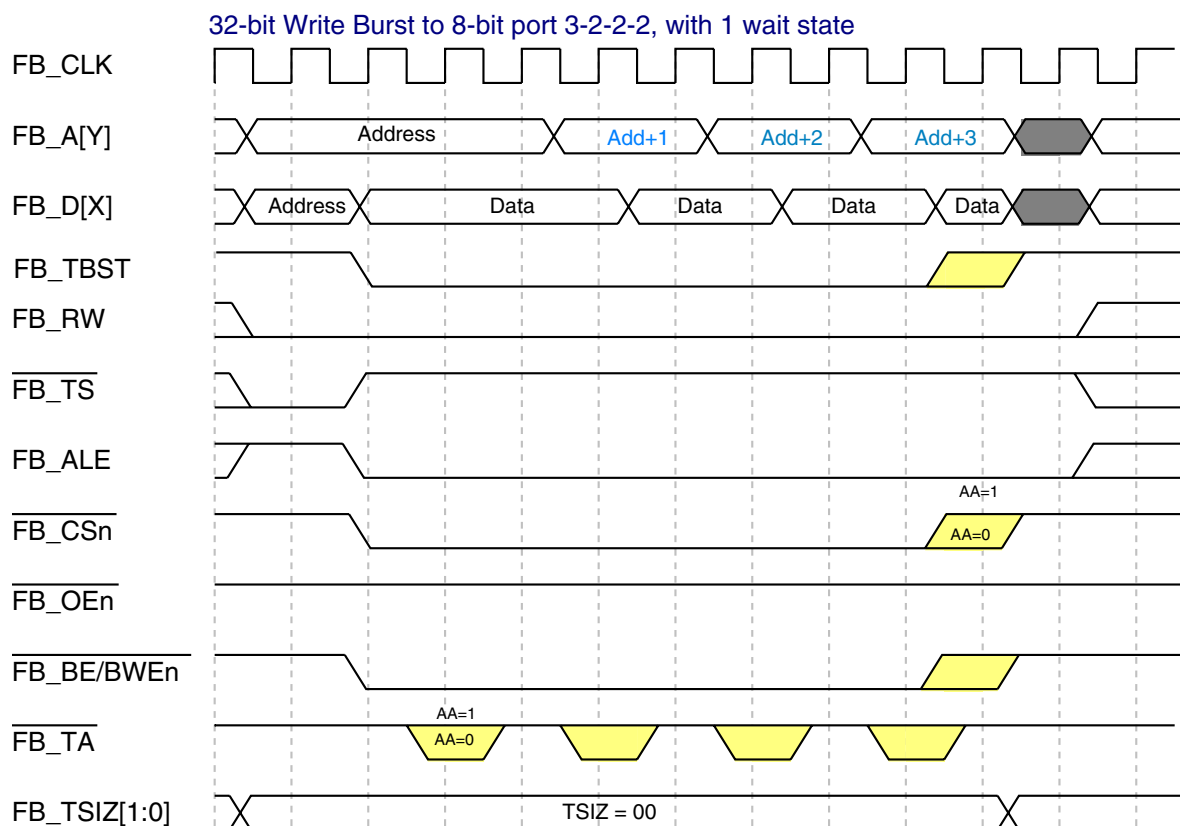 32-bit Write Burst to 8-bit port 3-2-2-2, with 1 wait state
FB_CLK
FB_A[Y] Address Add+1 Add+2 Add+3
FB_D[X] Address Data Data Data Data
FB_TBST
FB_RW
FB_TS
FB_ALE
AA=1
FB_CSn AA=0
FB_OEn
FB_BE/BWEn
AA=1
FB_TA AA=0
FB_TSIZ[1:0] TSIZ = 00